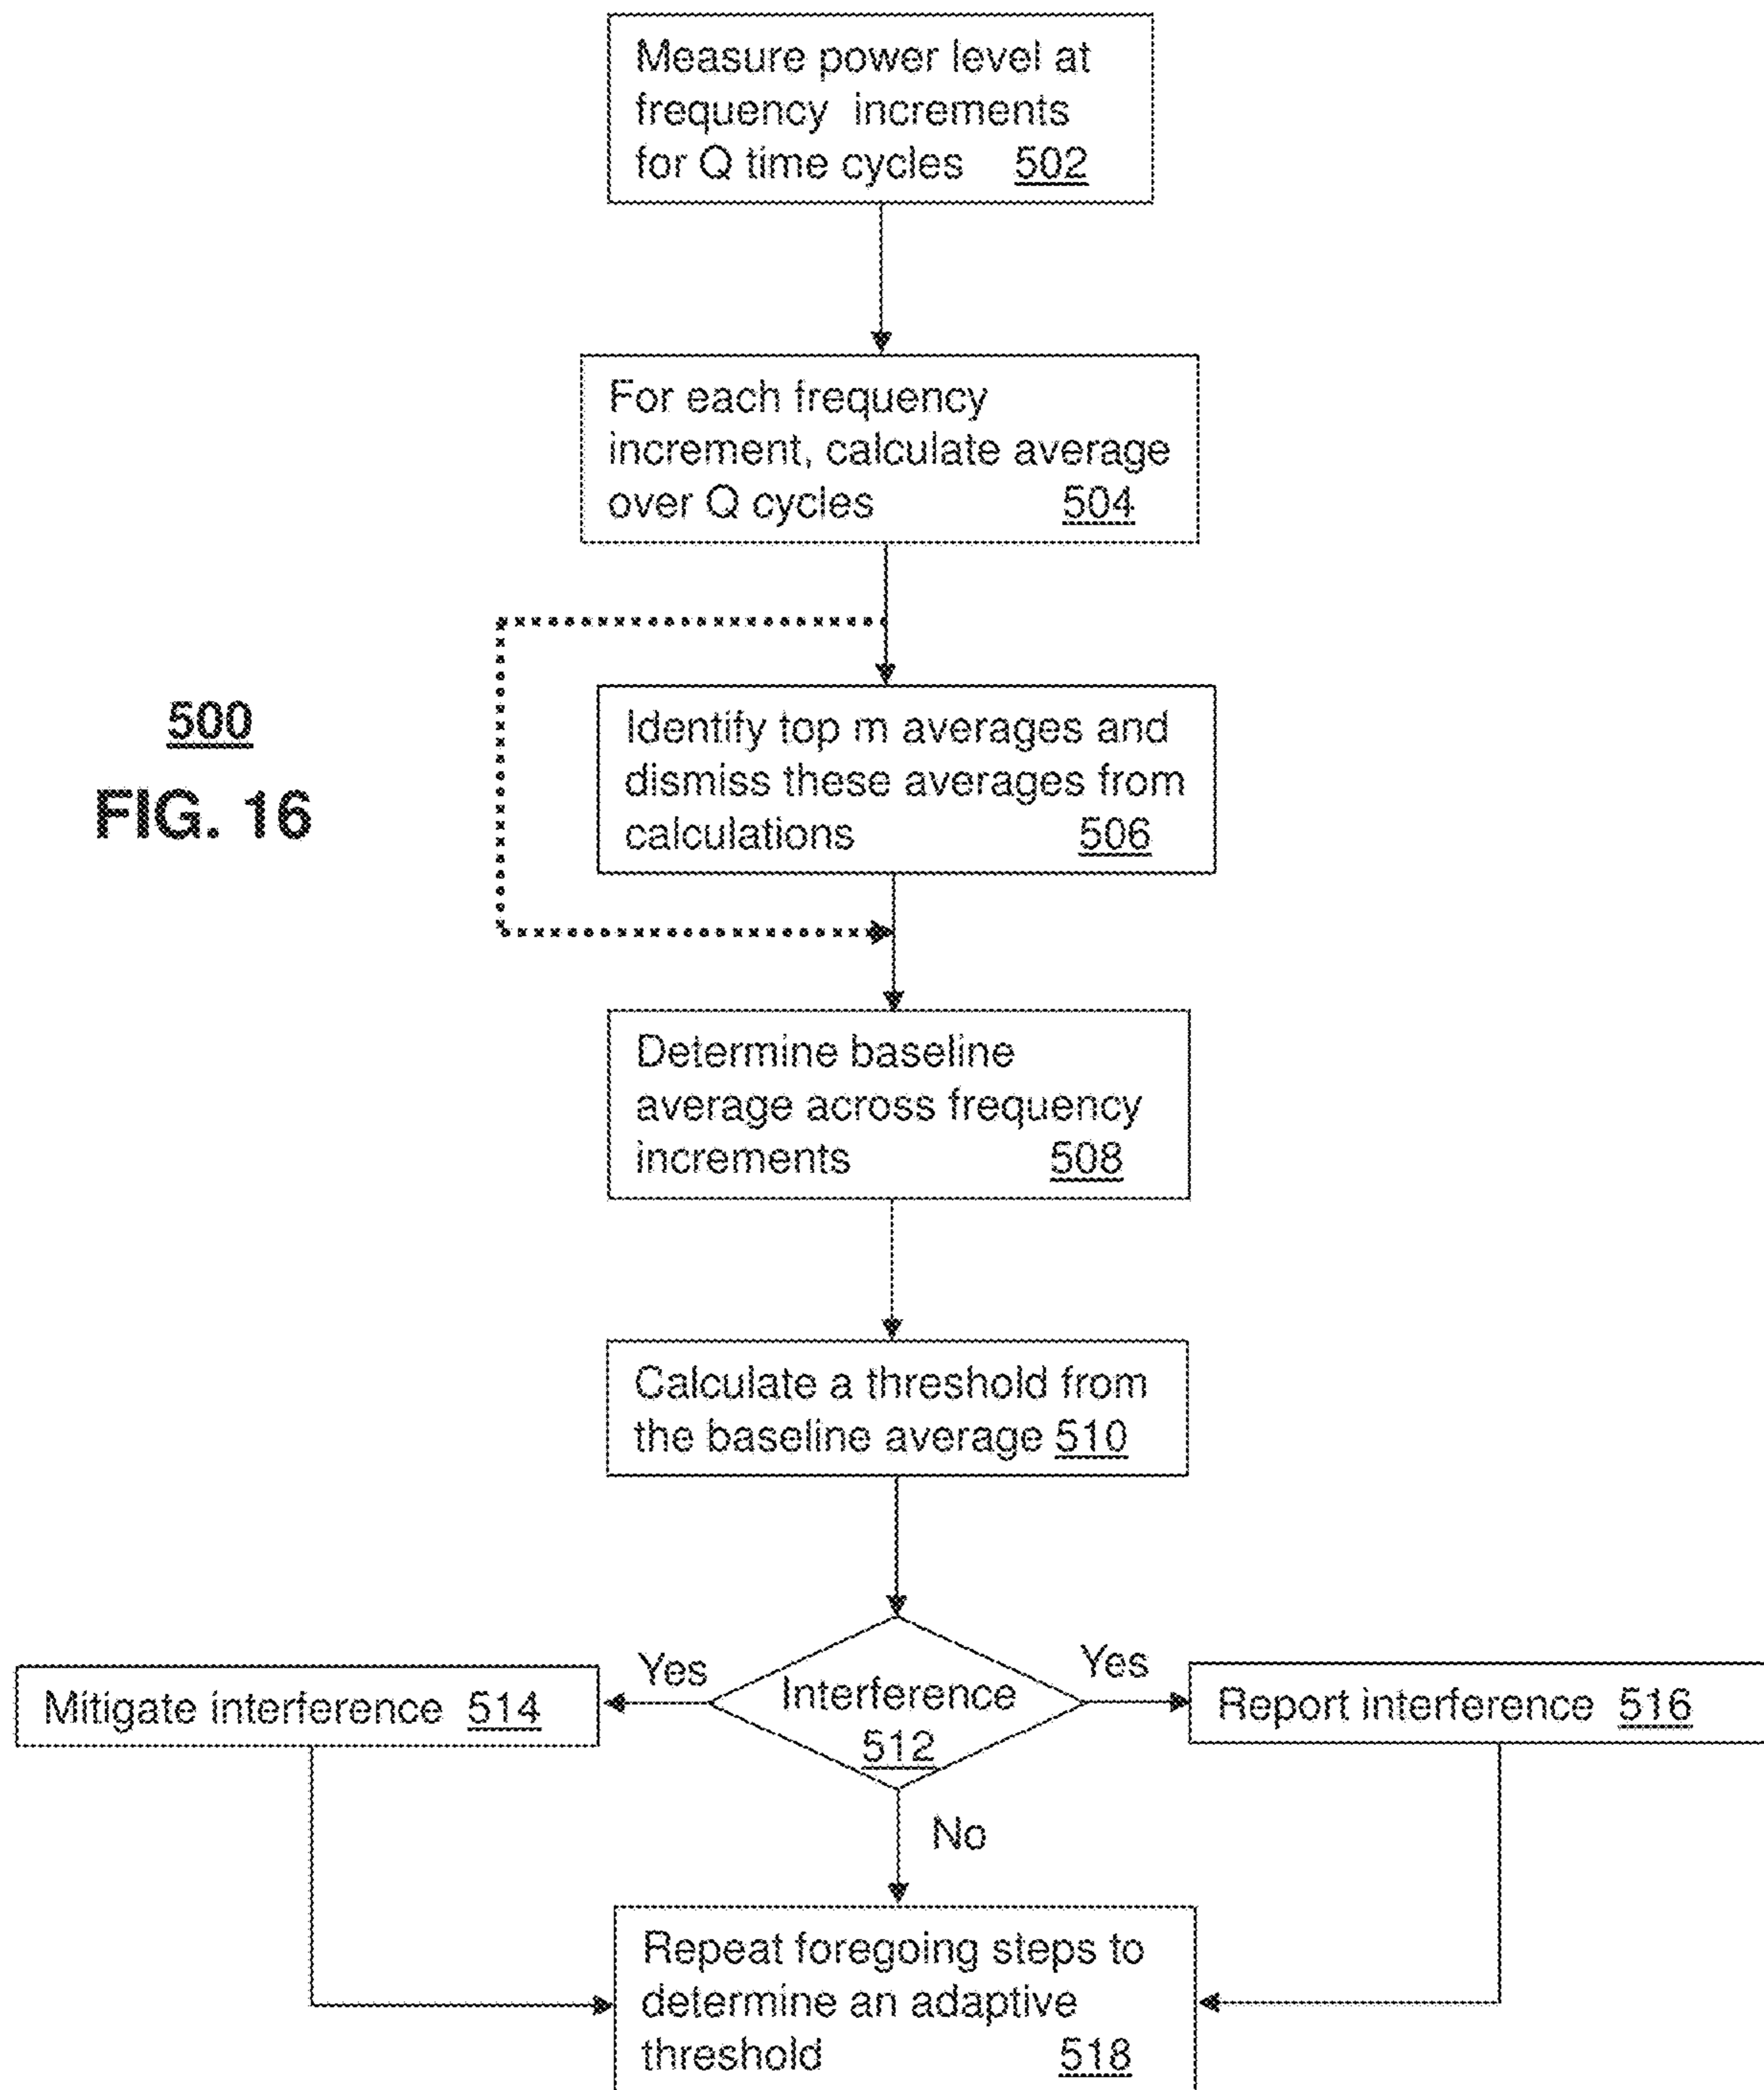 Measure power level at
frequency increments
for Q time cycles 502
For each frequency
increment, calculate average
over Q cycles 504
500
FIG. 16
Identify top m averages and
dismiss these averages from
calculations 506
Determine baseline
average across frequency
increments 508
Calculate a threshold from
the baseline average 510
Yes
Yes
Mitigate interference 514
Interference
512
Report interference 516
No
Repeat foregoing steps to
determine an adaptive
threshold 518